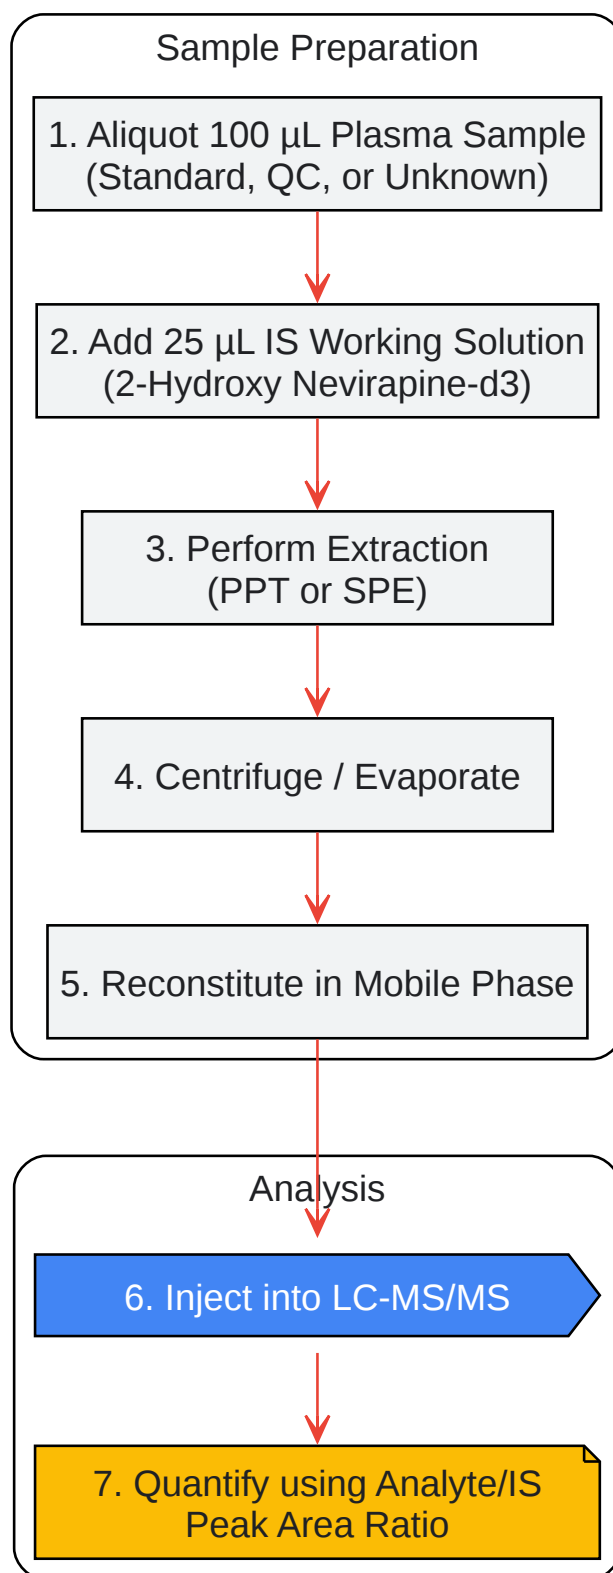 Sample Preparation
1. Aliquot 100 µL Plasma Sample
(Standard, QC, or Unknown)
2. Add 25 µL IS Working Solution
(2-Hydroxy Nevirapine-d3)
3. Perform Extraction
(PPT or SPE)
4. Centrifuge / Evaporate
5. Reconstitute in Mobile Phase
Analysis
6. Inject into LC-MS/MS
7. Quantify using Analyte/IS
Peak Area Ratio